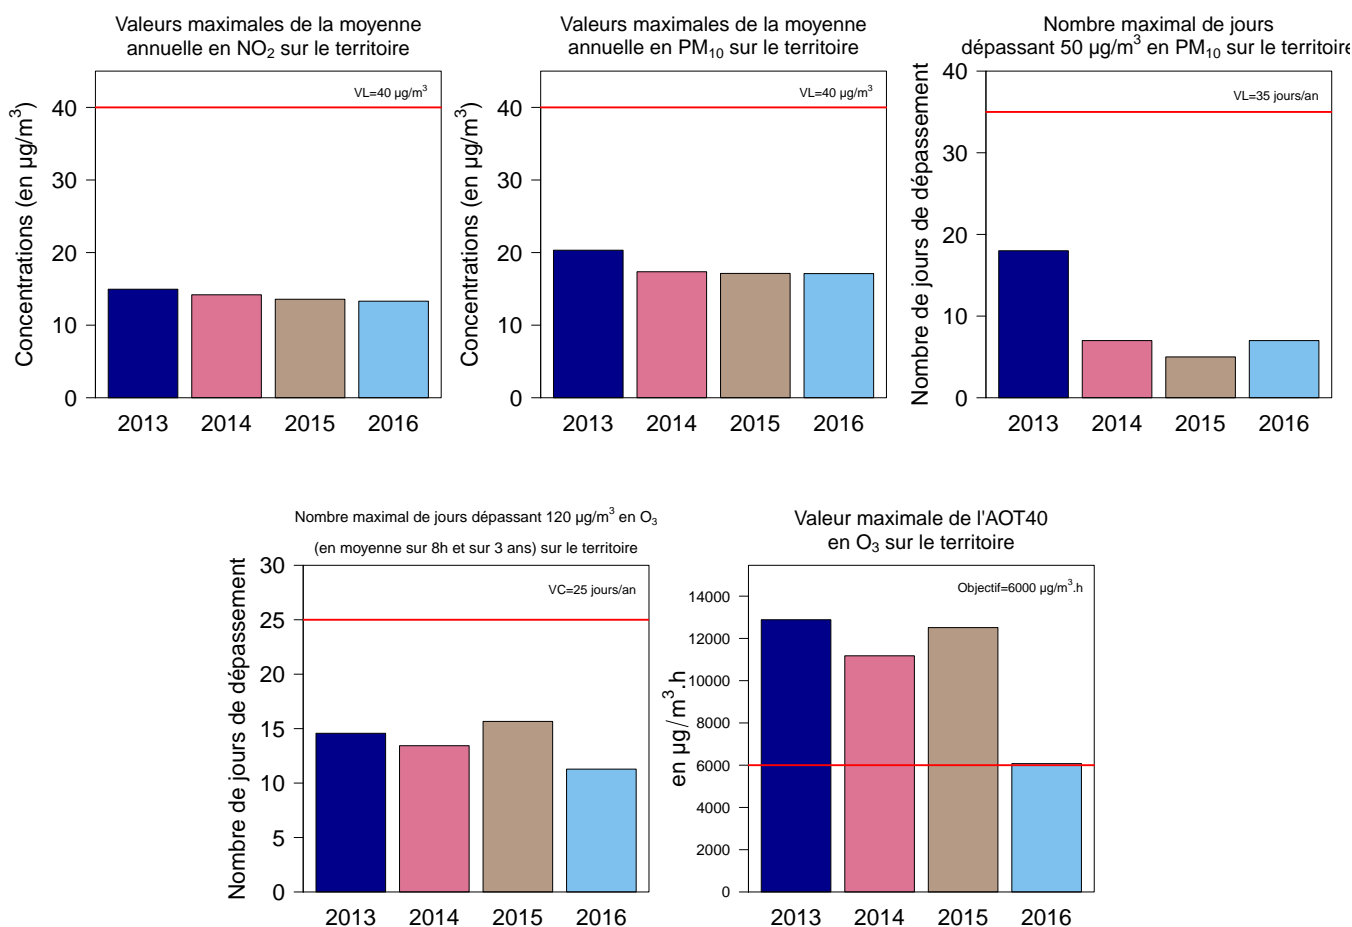 Valeurs maximales de la moyenne
annuelle en NO₂ sur le territoire
Concentrations (en µg/m³)
VL=40 µg/m³
40
30
20
10
0
2013 2014 2015 2016
Valeurs maximales de la moyenne
annuelle en PM₁₀ sur le territoire
Concentrations (en µg/m³)
VL=40 µg/m³
40
30
20
10
0
2013 2014 2015 2016
Nombre maximal de jours
dépassant 50 µg/m³ en PM₁₀ sur le territoire
Nombre de jours de dépassement
VL=35 jours/an
40
30
20
10
0
2013 2014 2015 2016
Nombre maximal de jours dépassant 120 µg/m³ en O₃
(en moyenne sur 8h et sur 3 ans) sur le territoire
Nombre de jours de dépassement
VC=25 jours/an
30
25
20
15
10
5
0
2013 2014 2015 2016
Valeur maximale de l'AOT40
en O₃ sur le territoire
en µg/m³.h
Objectif=6000 µg/m³.h
14000
12000
10000
8000
6000
4000
2000
0
2013 2014 2015 2016